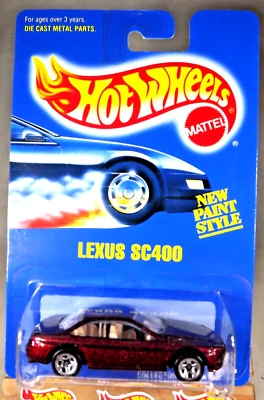 For ages over 3 years.
DIE CAST METAL PARTS.
Hot Wheels
®
MATTEL
®
NEW
PAINT
STYLE
LEXUS SC400